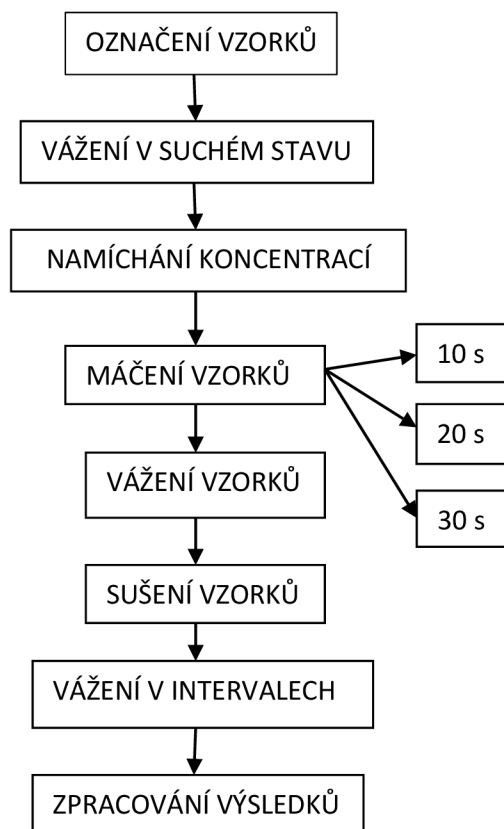 OZNAČENÍ VZORKŮ
VÁŽENÍ V SUCHÉM STAVU
NAMÍCHÁNÍ KONCENTRACÍ
MÁČENÍ VZORKŮ
10 s
20 s
30 s
VÁŽENÍ VZORKŮ
SUŠENÍ VZORKŮ
VÁŽENÍ V INTERVALECH
ZPRACOVÁNÍ VÝSLEDKŮ